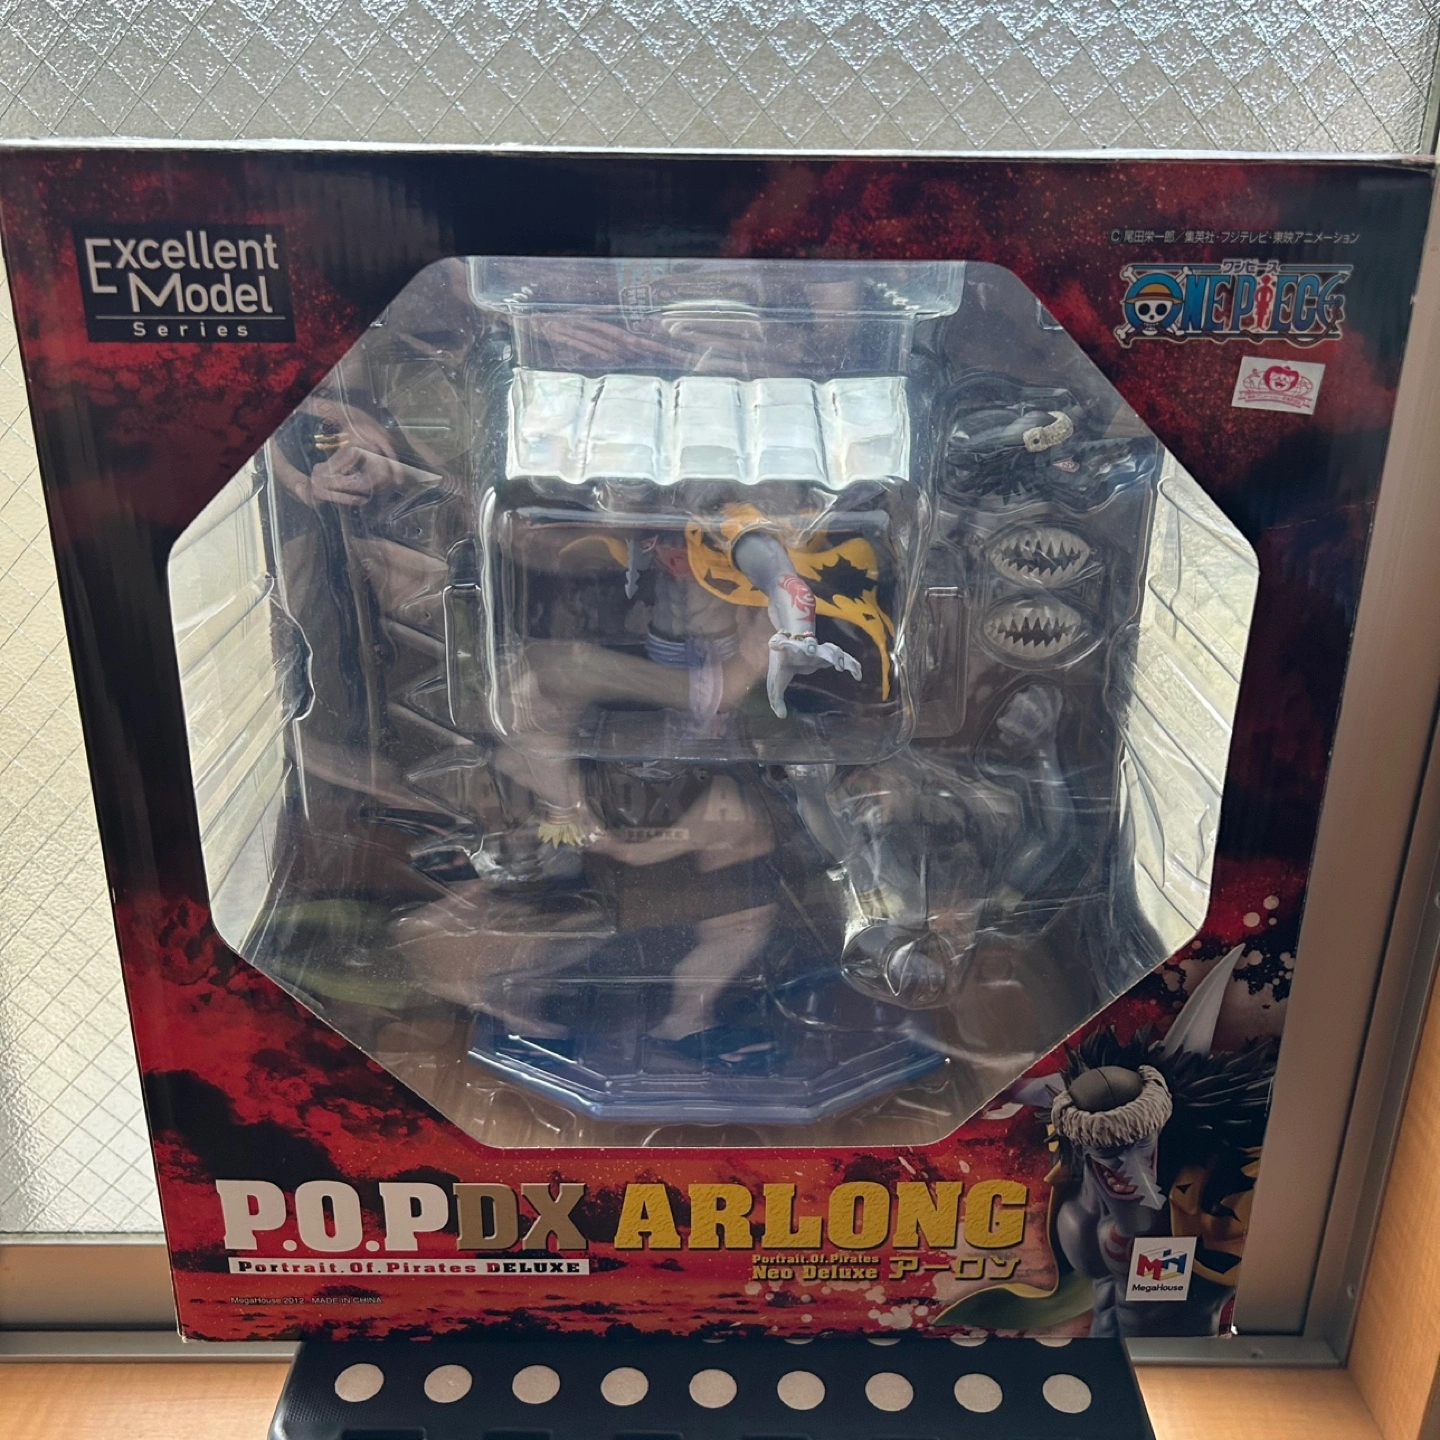 Excellent
Model
Series
C 尾田栄一郎／集英社・フジテレビ・東映アニメーション
ワンピース
ONE PIECE
P.O.P DX ARLONG
Portrait.Of.Pirates DELUXE
Portrait.Of.Pirates
Neo Deluxe アーロン
MegaHouse 2012 MADE IN CHINA
MegaHouse